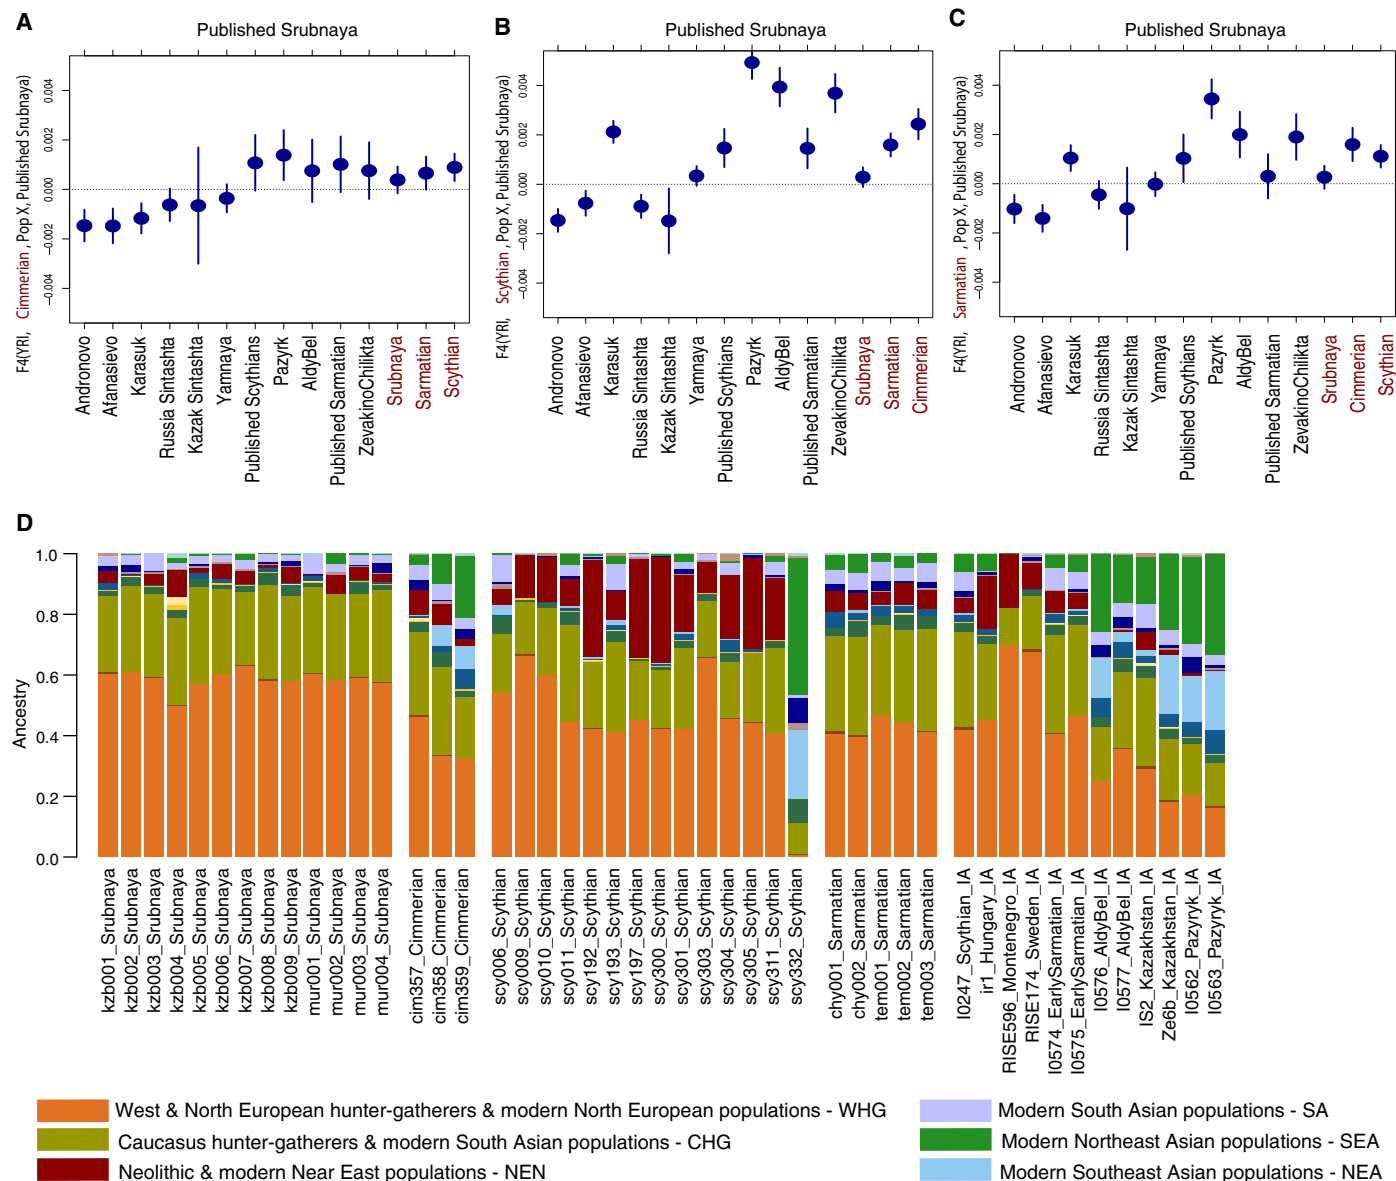 A
Published Srubnaya
F4(YRI, Cimmerian , Pop X, Published Srubnaya)
0.004
0.002
0.000
−0.002
−0.004
Andronovo
Afanasievo
Karasuk
Russia Sintashta
Kazak Sintashta
Yamnaya
Published Scythians
Pazyrk
AldyBel
Published Sarmatian
ZevakinoChilikta
Srubnaya
Sarmatian
Scythian
B
Published Srubnaya
F4(YRI, Scythian , Pop X, Published Srubnaya)
0.004
0.002
0.000
−0.002
−0.004
Andronovo
Afanasievo
Karasuk
Russia Sintashta
Kazak Sintashta
Yamnaya
Published Scythians
Pazyrk
AldyBel
Published Sarmatian
ZevakinoChilikta
Srubnaya
Sarmatian
Cimmerian
C
Published Srubnaya
F4(YRI, Sarmatian , Pop X, Published Srubnaya)
0.004
0.002
0.000
−0.002
−0.004
Andronovo
Afanasievo
Karasuk
Russia Sintashta
Kazak Sintashta
Yamnaya
Published Scythians
Pazyrk
AldyBel
Published Sarmatian
ZevakinoChilikta
Srubnaya
Cimmerian
Scythian
D
Ancestry
1.0
0.8
0.6
0.4
0.2
0.0
kzb001_Srubnaya
kzb002_Srubnaya
kzb003_Srubnaya
kzb004_Srubnaya
kzb005_Srubnaya
kzb006_Srubnaya
kzb007_Srubnaya
kzb008_Srubnaya
kzb009_Srubnaya
mur001_Srubnaya
mur002_Srubnaya
mur003_Srubnaya
mur004_Srubnaya
cim357_Cimmerian
cim358_Cimmerian
cim359_Cimmerian
scy006_Scythian
scy009_Scythian
scy010_Scythian
scy011_Scythian
scy192_Scythian
scy193_Scythian
scy197_Scythian
scy300_Scythian
scy301_Scythian
scy303_Scythian
scy304_Scythian
scy305_Scythian
scy311_Scythian
scy332_Scythian
chy001_Sarmatian
chy002_Sarmatian
tem001_Sarmatian
tem002_Sarmatian
tem003_Sarmatian
I0247_Scythian_IA
ir1_Hungary_IA
RISE596_Montenegro_IA
RISE174_Sweden_IA
I0574_EarlySarmatian_IA
I0575_EarlySarmatian_IA
I0576_AldyBel_IA
I0577_AldyBel_IA
IS2_Kazakhstan_IA
Ze6b_Kazakhstan_IA
I0562_Pazyryk_IA
I0563_Pazyryk_IA
West & North European hunter-gatherers & modern North European populations - WHG
Caucasus hunter-gatherers & modern South Asian populations - CHG
Neolithic & modern Near East populations - NEN
Modern South Asian populations - SA
Modern Northeast Asian populations - SEA
Modern Southeast Asian populations - NEA